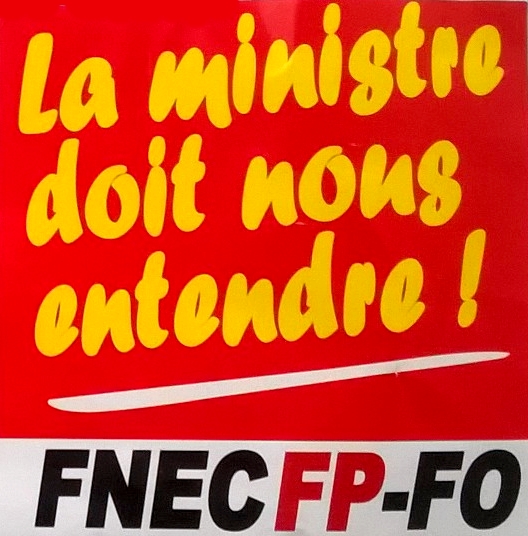 La ministre
doit nous
entendre !
FNEC FP-FO